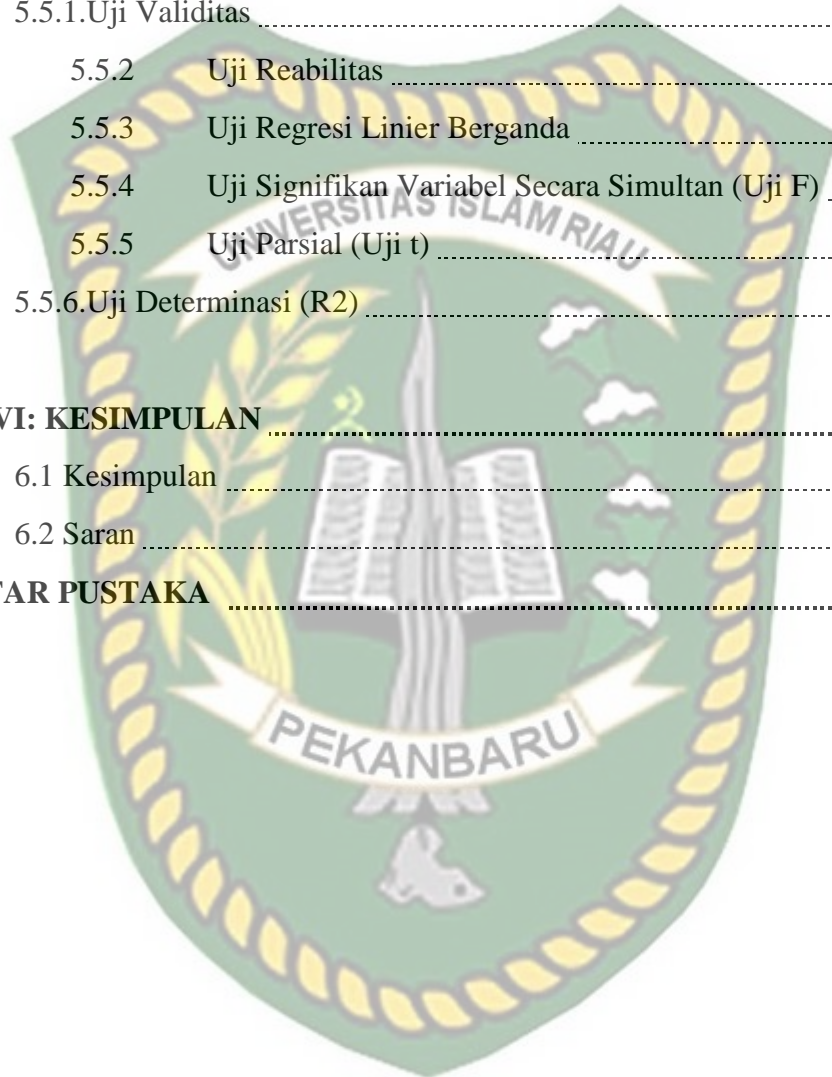 5.5.1.Uji Validitas
5.5.2 Uji Reabilitas
5.5.3 Uji Regresi Linier Berganda
5.5.4 Uji Signifikan Variabel Secara Simultan (Uji F)
UNIVERSITAS ISLAM RIAU
5.5.5 Uji Parsial (Uji t)
5.5.6.Uji Determinasi (R2)
VI: KESIMPULAN
6.1 Kesimpulan
6.2 Saran
TAR PUSTAKA
PEKANBARU